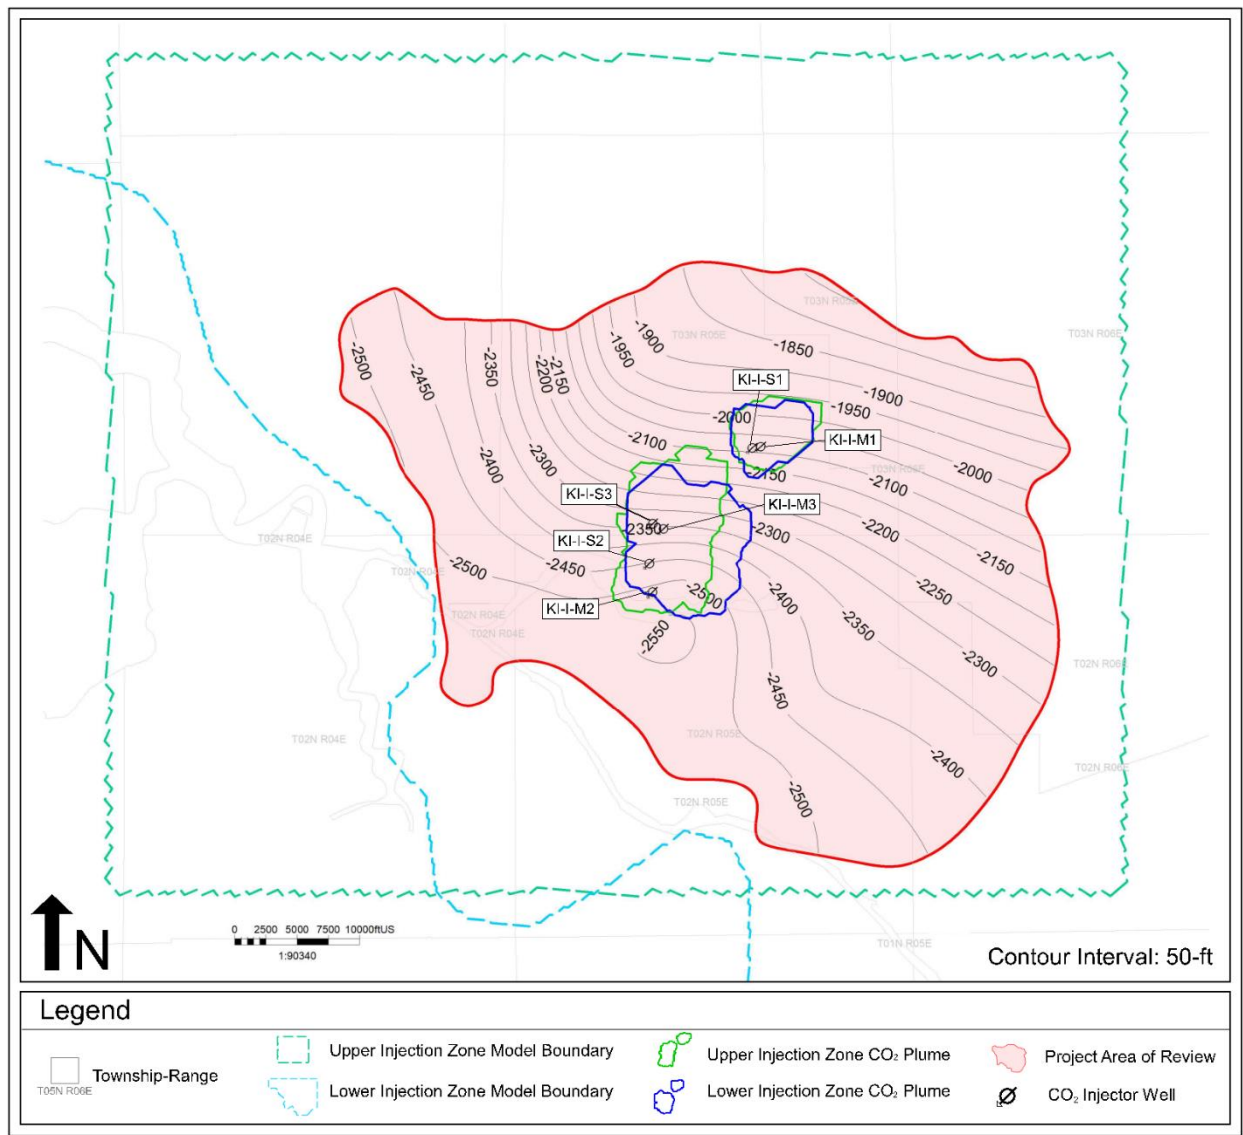 T03N R05E
T03N R05E
T03N R06E
-1900
-1950
-1850
-2500
-2450
-2350
-2150
-2200
KI-I-S1
-1900
-1950
-2000
-2100
KI-I-M1
-2400
-2300
-2150
T03N R06E
-2000
-2100
KI-I-S3
KI-I-M3
-2350
-2300
-2200
T02N R04E
KI-I-S2
-2450
-2150
-2500
T02N R04E
-2500
-2400
-2250
KI-I-M2
T02N R04E
T02N R04E
-2550
-2350
-2300
T02N R06E
-2450
T02N R04E
T02N R05E
-2400
T02N R06E
-2500
T02N R05E
N
0 2500 5000 7500 10000ftUS
1:90340
T01N R05E
Contour Interval: 50-ft
Legend
T05N R06E
Township-Range
Upper Injection Zone Model Boundary
Lower Injection Zone Model Boundary
Upper Injection Zone CO₂ Plume
Lower Injection Zone CO₂ Plume
Project Area of Review
CO₂ Injector Well